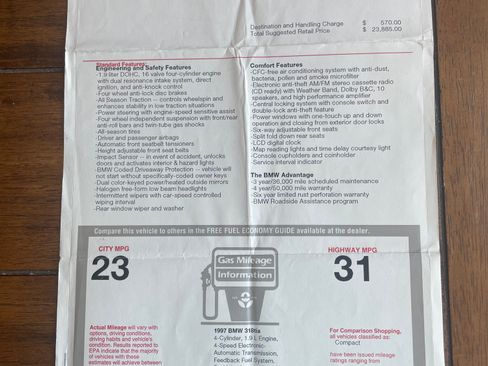 Destination and Handling Charge $ 570.00
Total Suggested Retail Price $ 23,885.00
Standard Features:
Engineering and Safety Features
-1.9 liter DOHC, 16 valve four-cylinder engine
with dual resonance intake system, direct
ignition, and anti-knock control
- Four wheel anti-lock disc brakes
- All Season Traction -- controls wheelspin and
enhances stability in low traction situations
- Power steering with engine-speed sensitive assist
- Four wheel independent suspension with front/rear
anti-roll bars and twin-tube gas shocks
-All-season tires
-Driver and passenger airbags
-Automatic front seatbelt tensioners
-Height adjustable front seat belts
-Impact Sensor -- in event of accident, unlocks
doors and activates interior & hazard lights
-BMW Coded Driveaway Protection -- vehicle will
not start without specifically-coded owner keys
-Dual color-keyed power/heated outside mirrors
-Halogen free-form low beam headlights
-Intermittent wipers with car-speed controlled
wiping interval
-Rear window wiper and washer
Comfort Features
-CFC-free air conditioning system with anti-dust,
bacteria, pollen and smoke microfilter
-Electronic anti-theft AM/FM stereo cassette radio
(CD ready) with Weather Band, Dolby B&C, 10
speakers, and high performance amplifier
-Central locking system with console switch and
double-lock anti-theft feature
-Power windows with one-touch up and down
operation and closing from exterior door locks
-Six-way adjustable front seats
-Split fold down rear seats
-LCD digital clock
-Map reading lights and time delay courtesy light
-Console cupholders and coinholder
-Service interval indicator
The BMW Advantage
-3 year/36,000 mile scheduled maintenance
-4 year/50,000 mile warranty
-Six year limited rust perforation warranty
-BMW Roadside Assistance program
Compare this vehicle to others in the FREE FUEL ECONOMY GUIDE available at the dealer.
CITY MPG
23
Gas Mileage
Information
HIGHWAY MPG
31
Actual Mileage will vary with
options, driving conditions,
driving habits and vehicle's
condition. Results reported to
EPA indicate that the majority
of vehicles with these
estimates will achieve between
1997 BMW 318tia
4-Cylinder, 1.9 L Engine,
4-Speed Electronic-
Automatic Transmission,
Feedback Fuel System,
For Comparison Shopping,
all vehicles classified as:
Compact
have been issued mileage
ratings ranging from